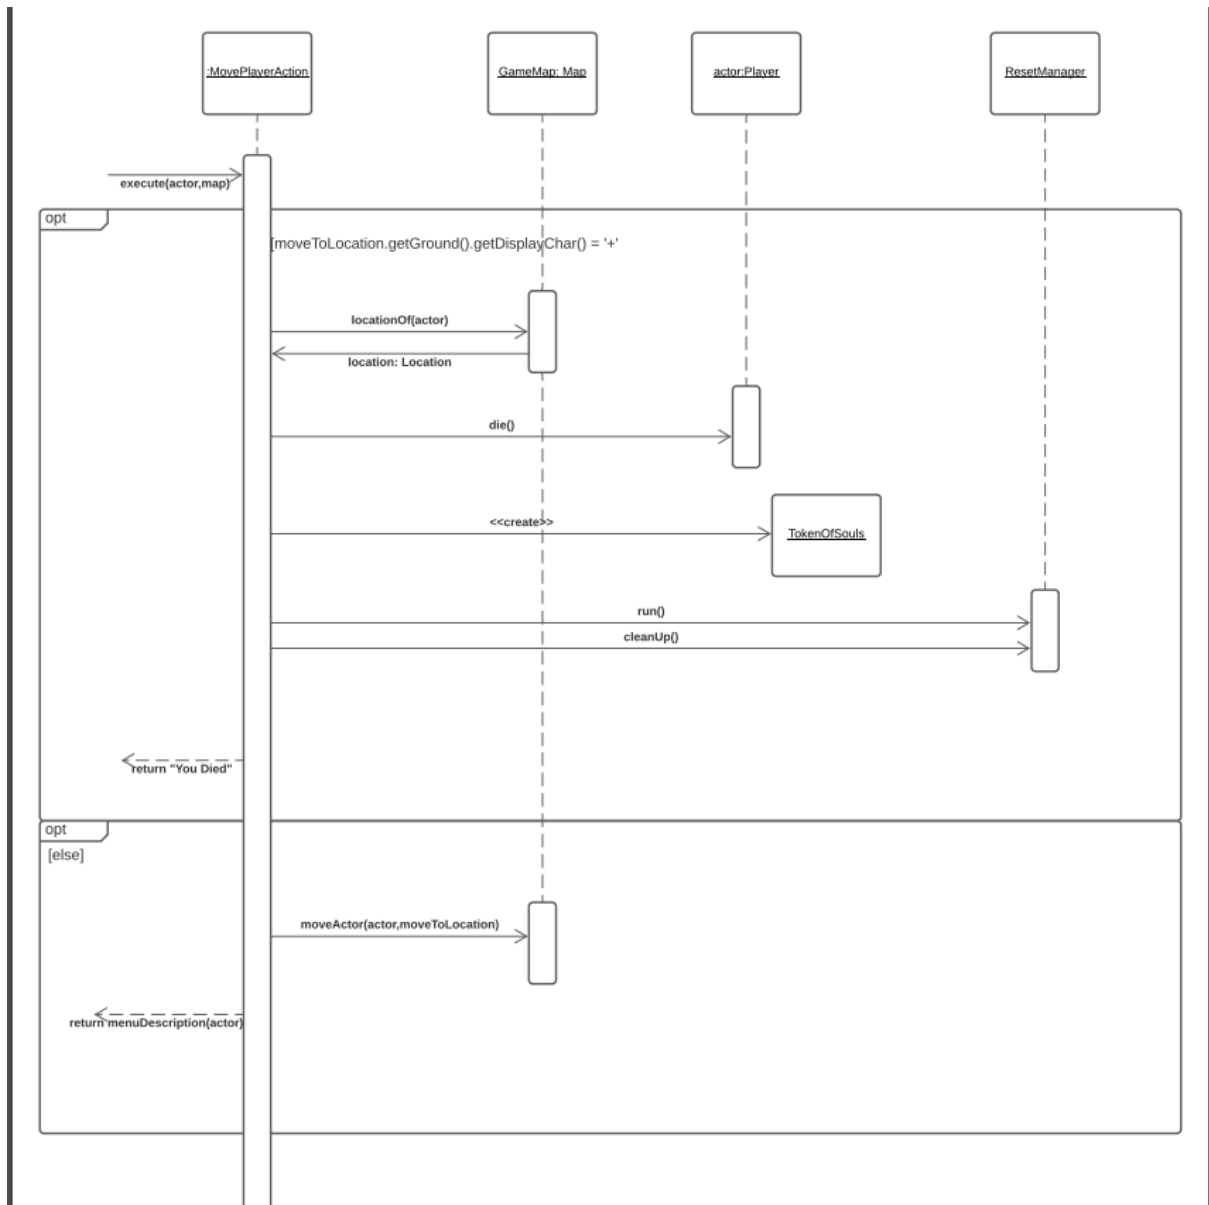 :MovePlayerAction
GameMap: Map
actor:Player
ResetManager
execute(actor,map)
opt
[moveToLocation.getGround().getDisplayChar() = '+'
locationOf(actor)
location: Location
die()
<<create>>
TokenOfSouls
run()
cleanUp()
return "You Died"
opt
[else]
moveActor(actor,moveToLocation)
return menuDescription(actor)